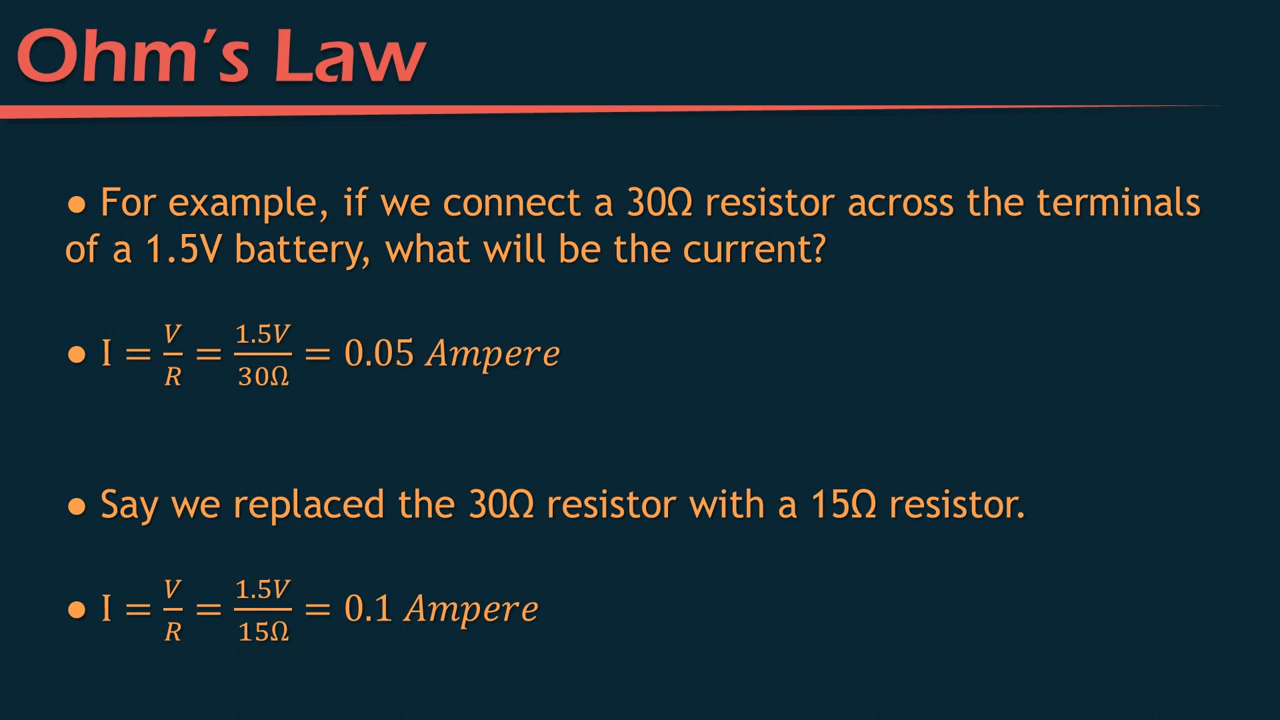 Ohm’s Law
● For example, if we connect a 30Ω resistor across the terminals
of a 1.5V battery, what will be the current?
● I = V/R = 1.5V/30Ω = 0.05 Ampere
● Say we replaced the 30Ω resistor with a 15Ω resistor.
● I = V/R = 1.5V/15Ω = 0.1 Ampere